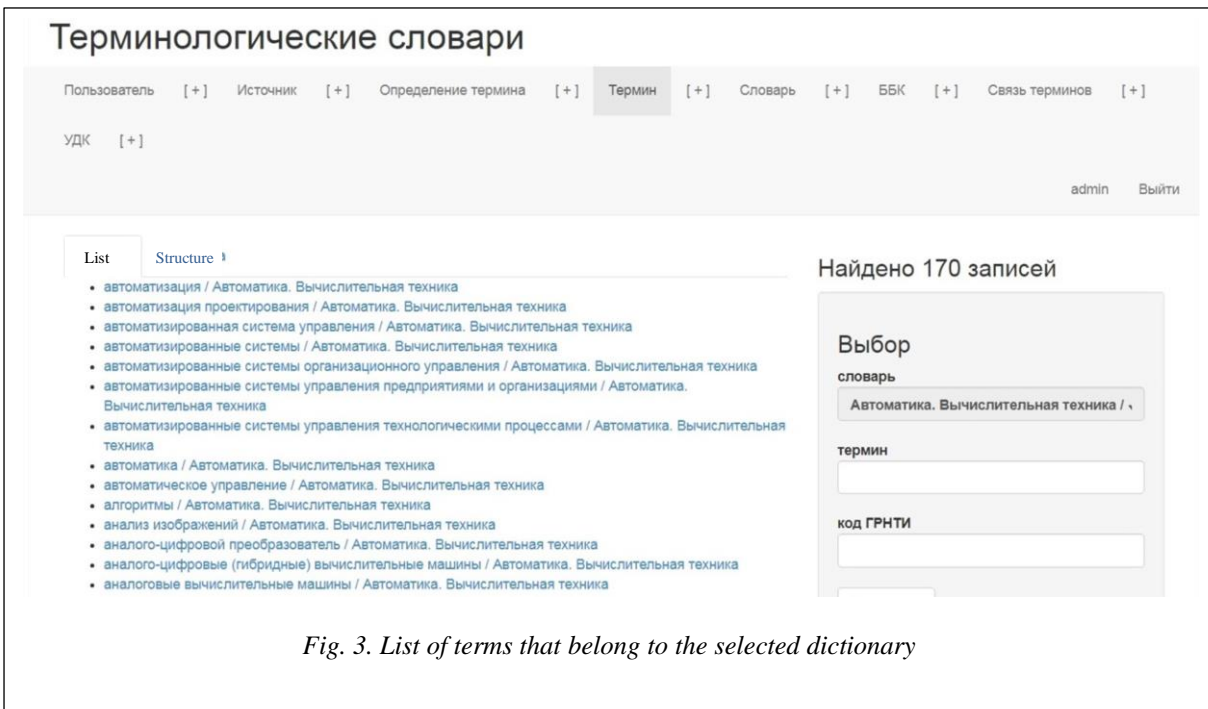 Терминологические словари
Пользователь [ + ] Источник [ + ] Определение термина [ + ] Термин [ + ] Словарь [ + ] ББК [ + ] Связь терминов [ + ]
УДК [ + ]
admin Выйти
List Structure
• автоматизация / Автоматика. Вычислительная техника
• автоматизация проектирования / Автоматика. Вычислительная техника
• автоматизированная система управления / Автоматика. Вычислительная техника
• автоматизированные системы / Автоматика. Вычислительная техника
• автоматизированные системы организационного управления / Автоматика. Вычислительная техника
• автоматизированные системы управления предприятиями и организациями / Автоматика.
Вычислительная техника
• автоматизированные системы управления технологическими процессами / Автоматика. Вычислительная
техника
• автоматика / Автоматика. Вычислительная техника
• автоматическое управление / Автоматика. Вычислительная техника
• алгоритмы / Автоматика. Вычислительная техника
• анализ изображений / Автоматика. Вычислительная техника
• аналого-цифровой преобразователь / Автоматика. Вычислительная техника
• аналого-цифровые (гибридные) вычислительные машины / Автоматика. Вычислительная техника
• аналоговые вычислительные машины / Автоматика. Вычислительная техника
Найдено 170 записей
Выбор
словарь
Автоматика. Вычислительная техника /
термин
код ГРНТИ
Fig. 3. List of terms that belong to the selected dictionary